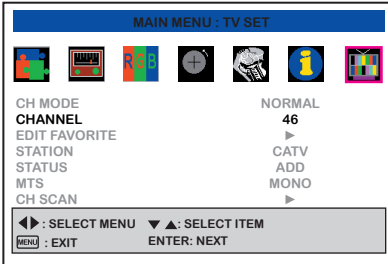 MAIN MENU : TV SET
R G B
i
CH MODE NORMAL
CHANNEL 46
EDIT FAVORITE ►
STATION CATV
STATUS ADD
MTS MONO
CH SCAN ►
◀▶ : SELECT MENU ▼ ▲: SELECT ITEM
MENU : EXIT ENTER: NEXT